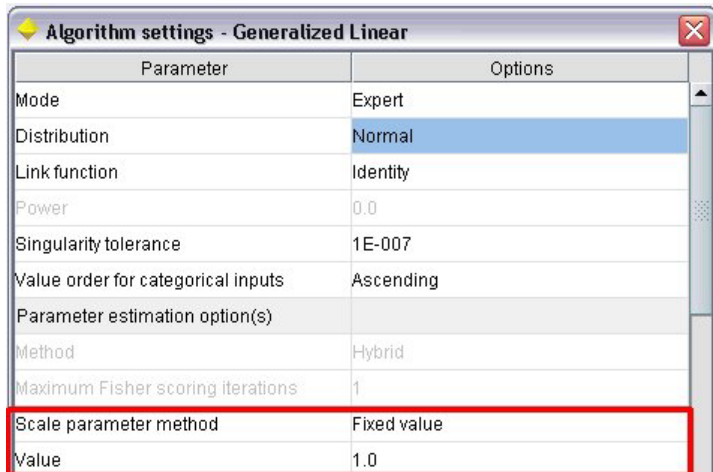 Algorithm settings - Generalized Linear
Parameter Options
Mode Expert
Distribution Normal
Link function Identity
Power 0.0
Singularity tolerance 1E-007
Value order for categorical inputs Ascending
Parameter estimation option(s)
Method Hybrid
Maximum Fisher scoring iterations 1
Scale parameter method Fixed value
Value 1.0